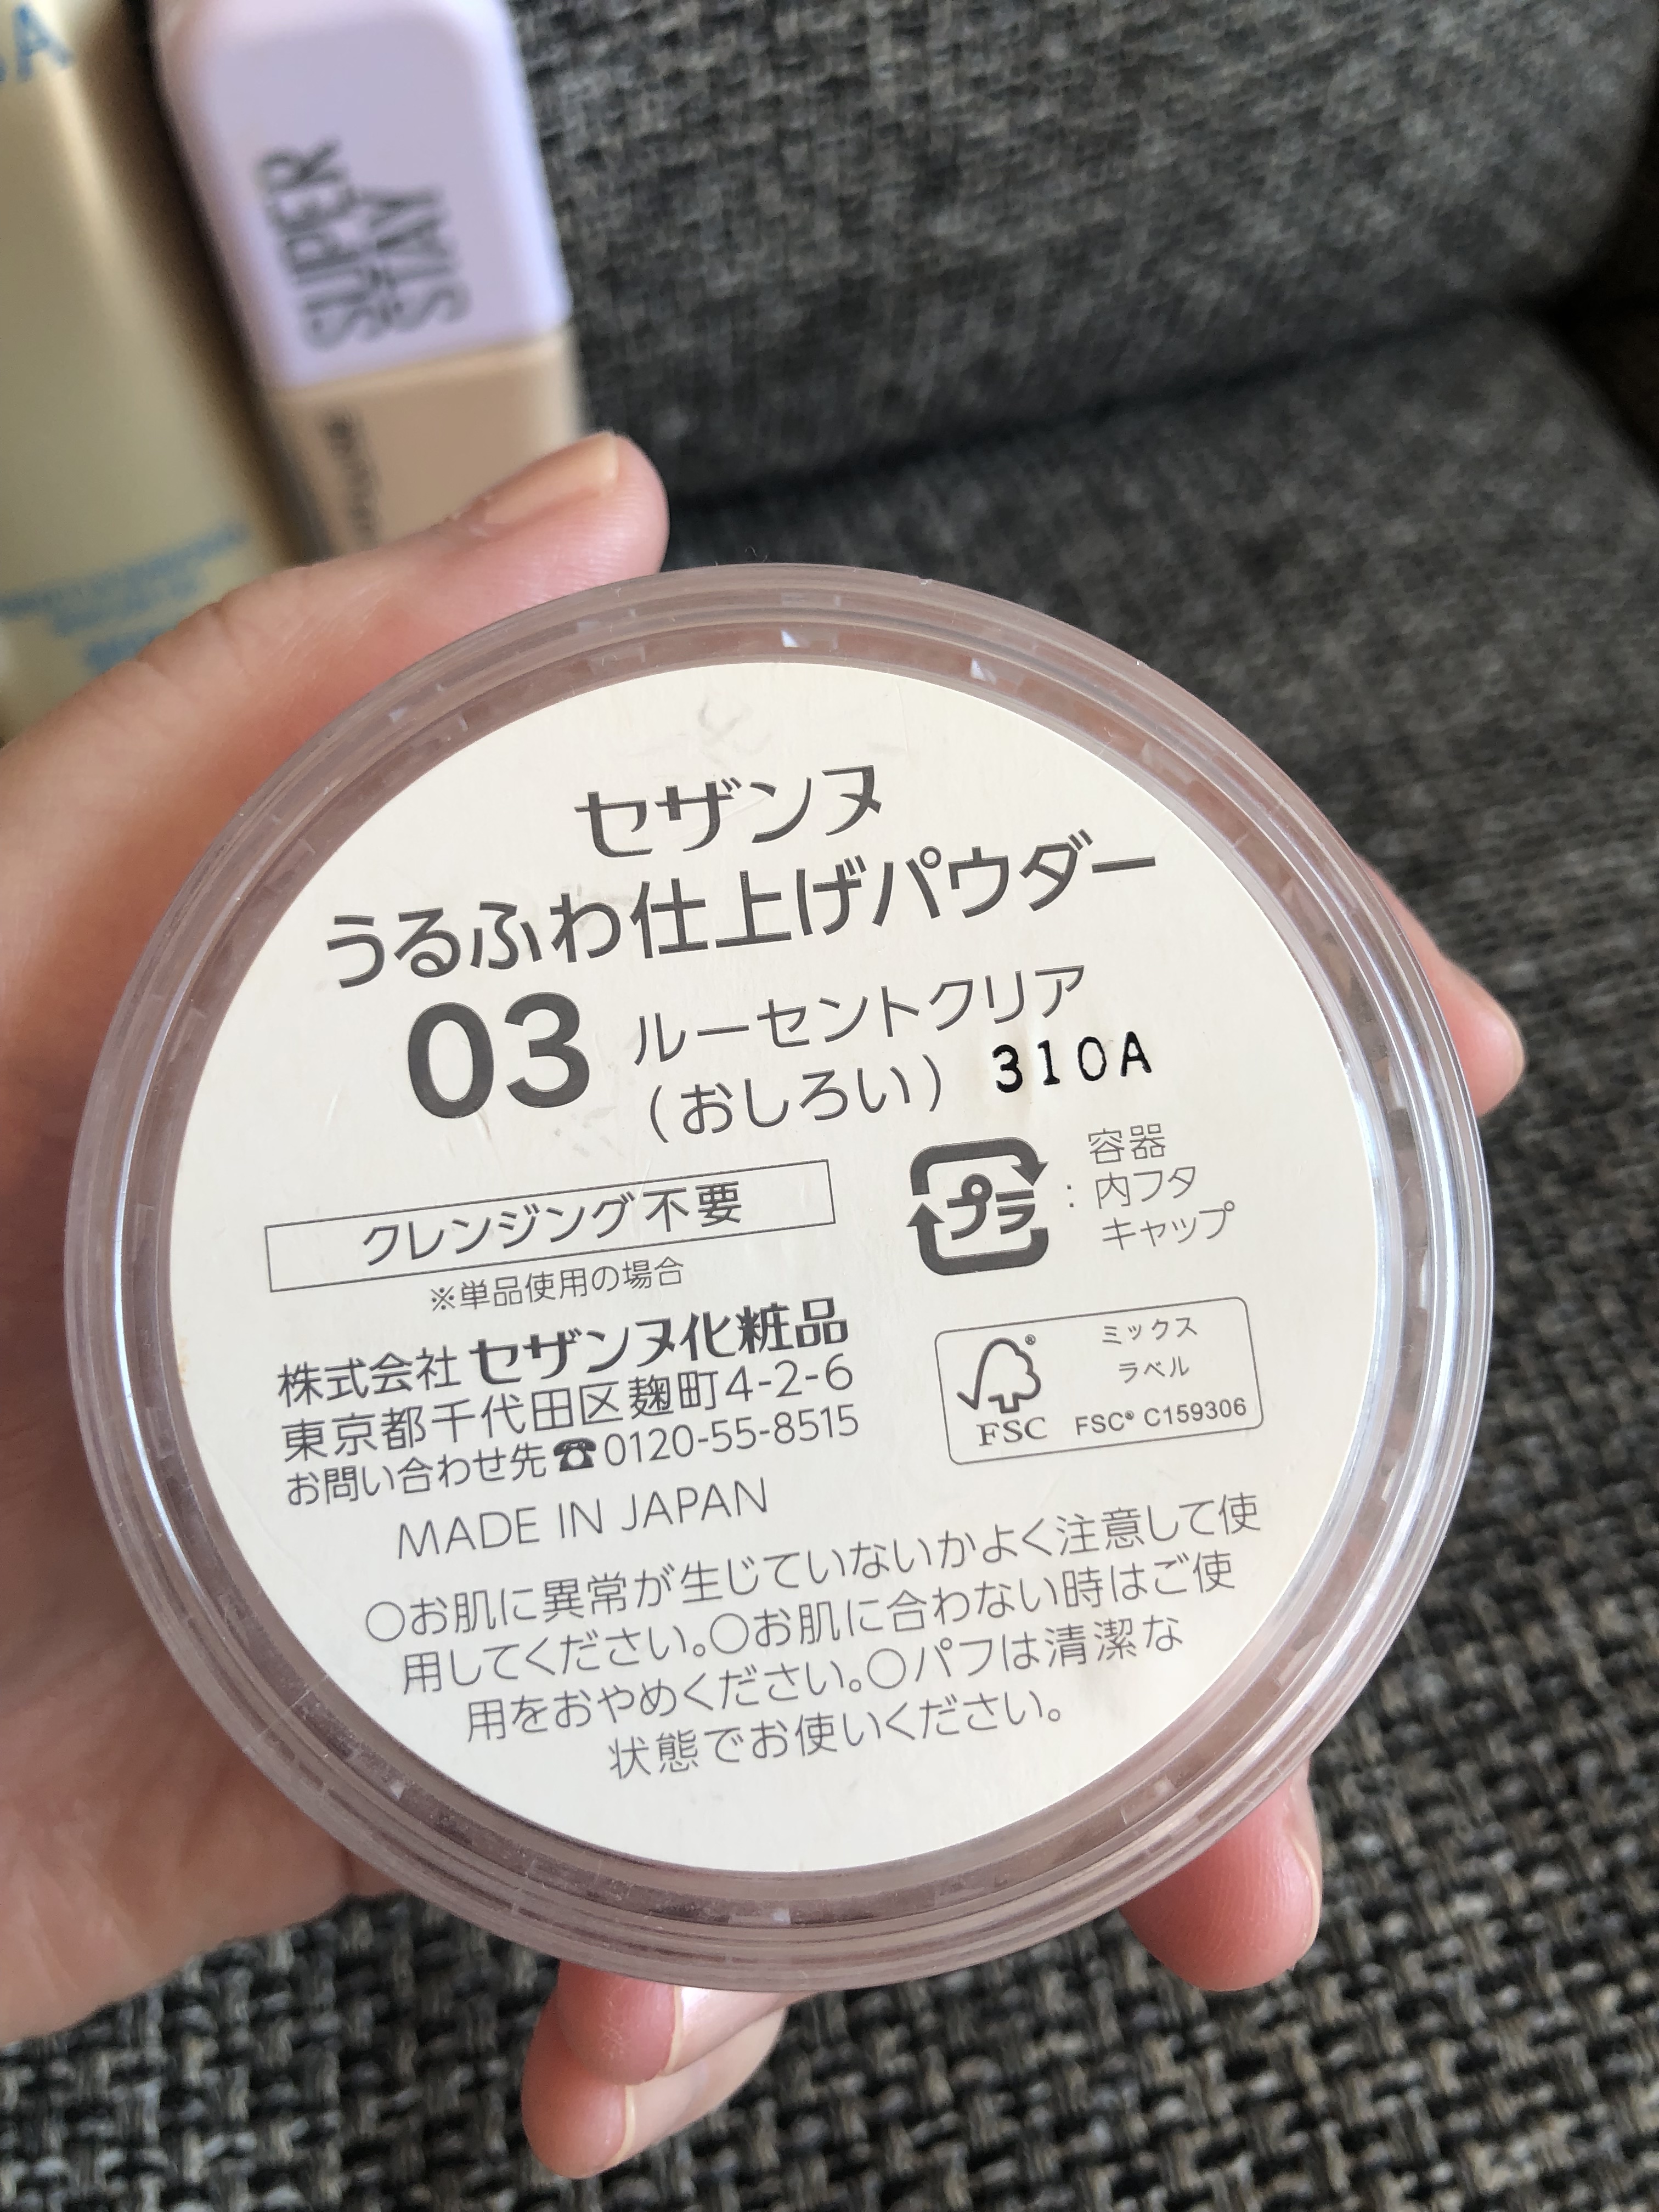 SUPER
STAY
セザンヌ
うるふわ仕上げパウダー
03 ルーセントクリア
(おしろい) 310A
クレンジング不要
※単品使用の場合
プラ : 容器
内フタ
キャップ
株式会社 セザンヌ化粧品
東京都千代田区麹町4-2-6
お問い合わせ先☎0120-55-8515
MADE IN JAPAN
ミックス
ラベル
FSC® C159306
FSC
○お肌に異常が生じていないかよく注意して使
用してください。○お肌に合わない時はご使
用をおやめください。○パフは清潔な
状態でお使いください。